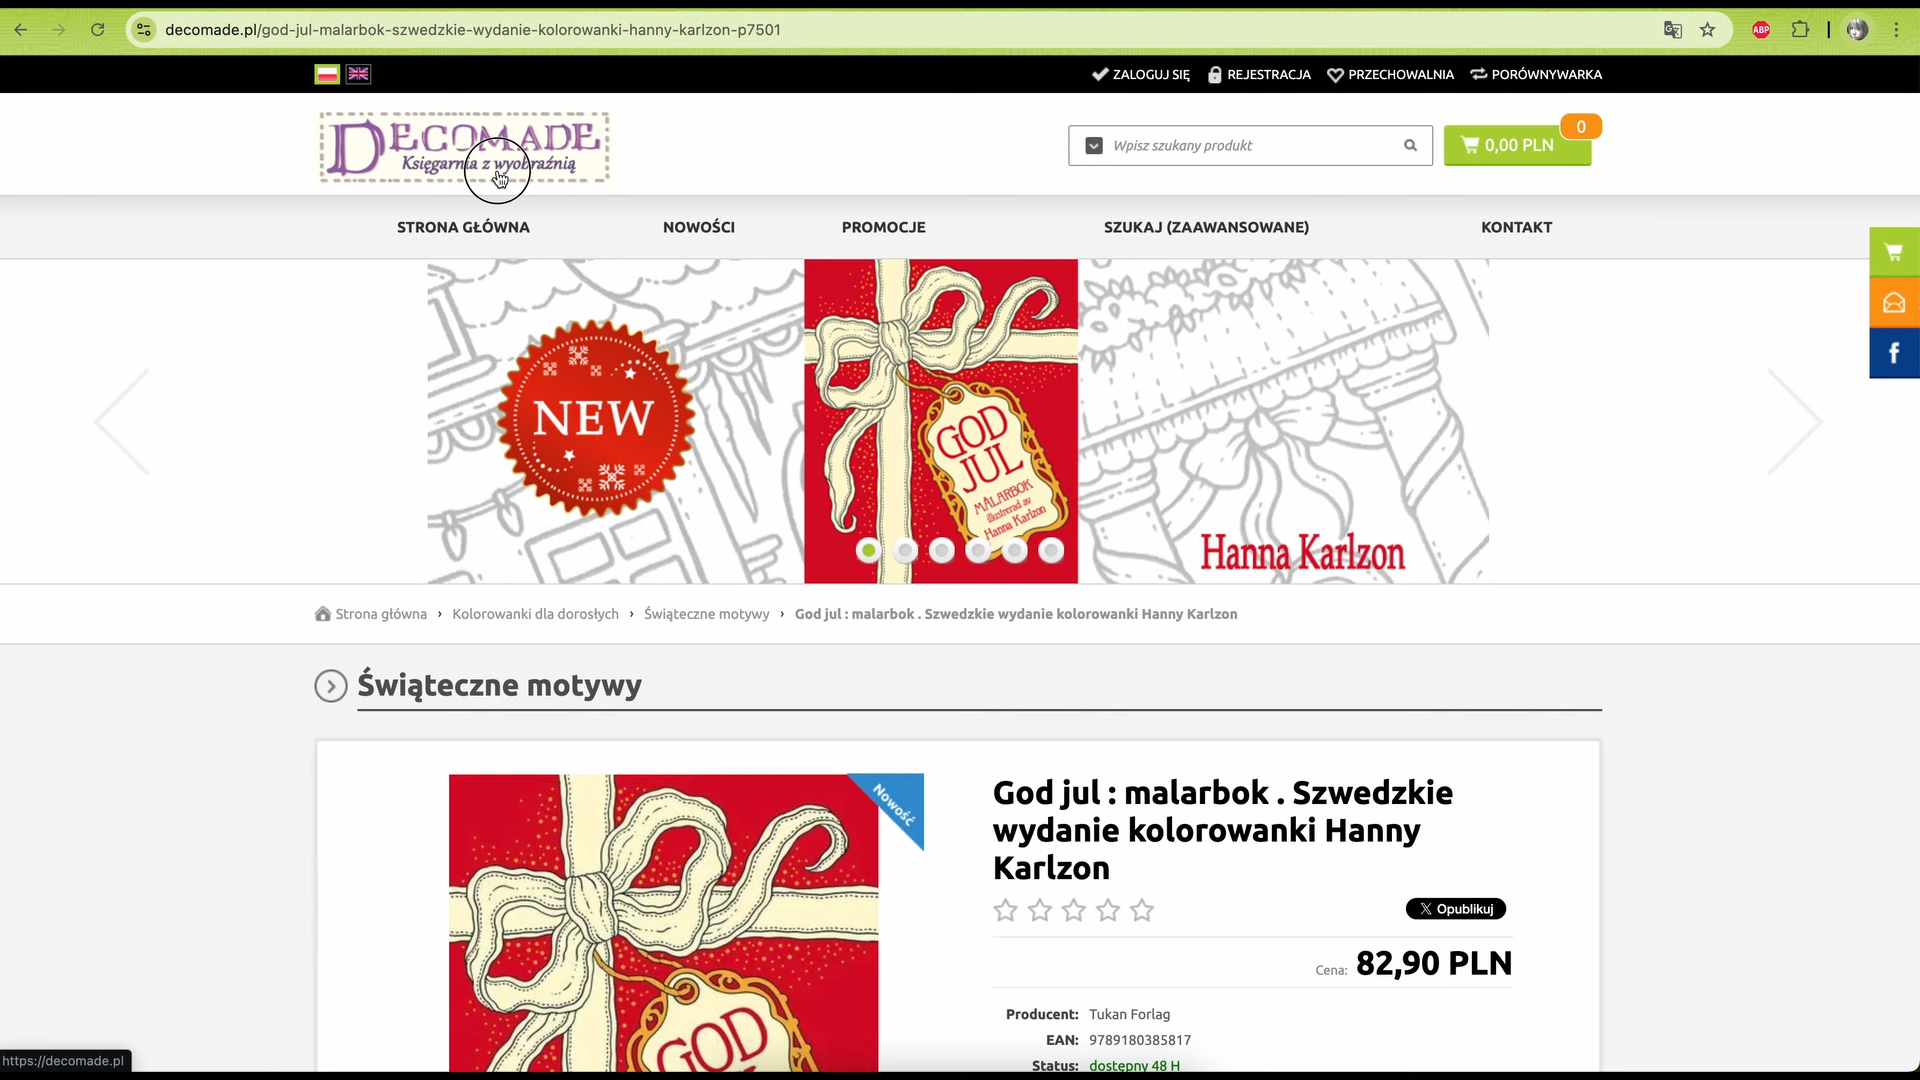 decomade.pl/god-jul-malarbok-szwedzkie-wydanie-kolorowanki-hanny-karlzon-p7501
ABP
ZALOGUJ SIĘ
REJESTRACJA
PRZECHOWALNIA
PORÓWNYWARKA
DECOMADE
Księgarnia z wyobraźnią
Wpisz szukany produkt
0,00 PLN
0
STRONA GŁÓWNA
NOWOŚCI
PROMOCJE
SZUKAJ (ZAAWANSOWANE)
KONTAKT
NEW
GOD
JUL
MÅLARBOK
illustrerad av
Hanna Karlzon
Hanna Karlzon
Strona główna › Kolorowanki dla dorosłych › Świąteczne motywy › God jul : malarbok . Szwedzkie wydanie kolorowanki Hanny Karlzon
Świąteczne motywy
Nowość
GOD
God jul : malarbok . Szwedzkie
wydanie kolorowanki Hanny
Karlzon
X Opublikuj
Cena: 82,90 PLN
Producent: Tukan Forlag
EAN: 9789180385817
Status: dostępny 48 H
https://decomade.pl